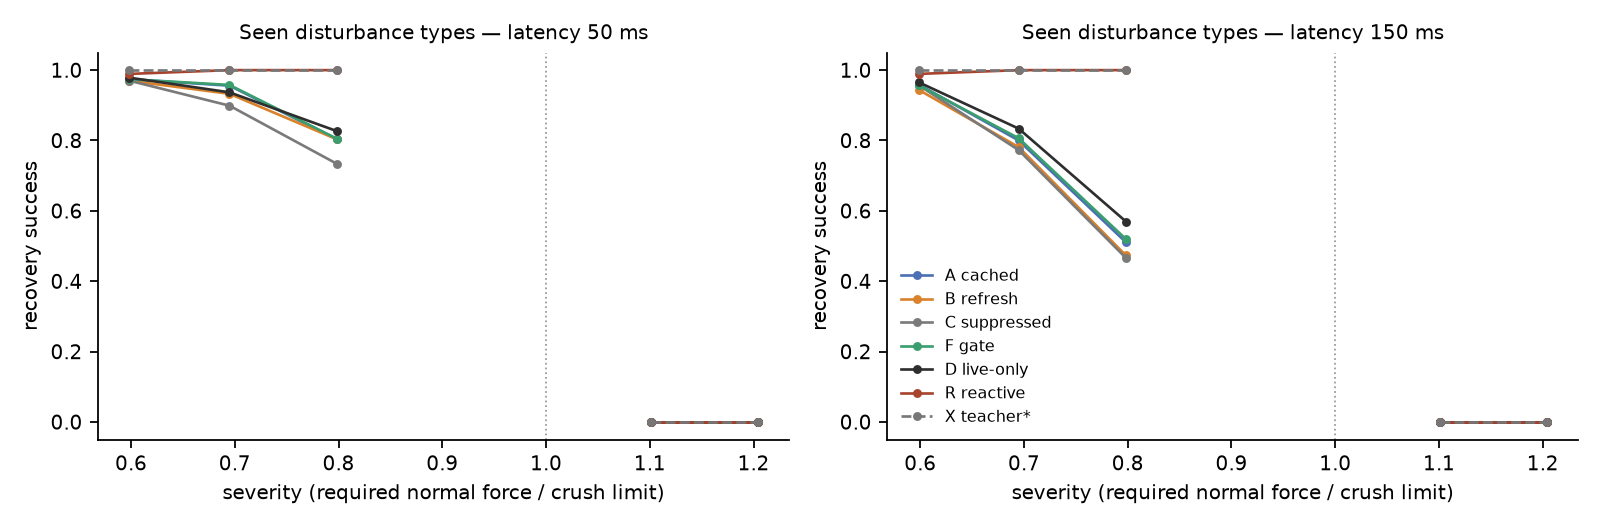 Seen disturbance types — latency 50 ms
recovery success
1.0
0.8
0.6
0.4
0.2
0.0
0.6 0.7 0.8 0.9 1.0 1.1 1.2
severity (required normal force / crush limit)
Seen disturbance types — latency 150 ms
recovery success
1.0
0.8
0.6
0.4
0.2
0.0
A cached
B refresh
C suppressed
F gate
D live-only
R reactive
X teacher*
0.6 0.7 0.8 0.9 1.0 1.1 1.2
severity (required normal force / crush limit)